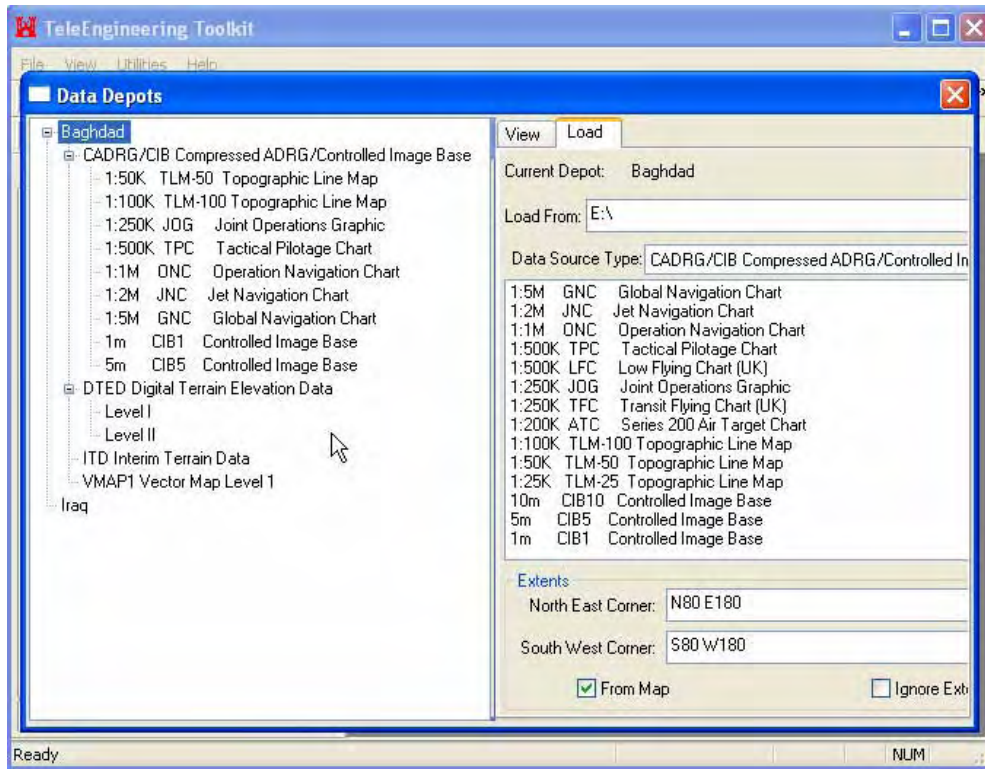 TeleEngineering Toolkit
File View Utilities Help
Data Depots
Baghdad
CADRG/CIB Compressed ADRG/Controlled Image Base
1:50K TLM-50 Topographic Line Map
1:100K TLM-100 Topographic Line Map
1:250K JOG Joint Operations Graphic
1:500K TPC Tactical Pilotage Chart
1:1M ONC Operation Navigation Chart
1:2M JNC Jet Navigation Chart
1:5M GNC Global Navigation Chart
1m CIB1 Controlled Image Base
5m CIB5 Controlled Image Base
DTED Digital Terrain Elevation Data
Level I
Level II
ITD Interim Terrain Data
VMAP1 Vector Map Level 1
Iraq
View Load
Current Depot: Baghdad
Load From: E:\
Data Source Type: CADRG/CIB Compressed ADRG/Controlled In
1:5M GNC Global Navigation Chart
1:2M JNC Jet Navigation Chart
1:1M ONC Operation Navigation Chart
1:500K TPC Tactical Pilotage Chart
1:500K LFC Low Flying Chart (UK)
1:250K JOG Joint Operations Graphic
1:250K TFC Transit Flying Chart (UK)
1:200K ATC Series 200 Air Target Chart
1:100K TLM-100 Topographic Line Map
1:50K TLM-50 Topographic Line Map
1:25K TLM-25 Topographic Line Map
10m CIB10 Controlled Image Base
5m CIB5 Controlled Image Base
1m CIB1 Controlled Image Base
Extents
North East Corner: N80 E180
South West Corner: S80 W180
From Map Ignore Ext
Ready NUM